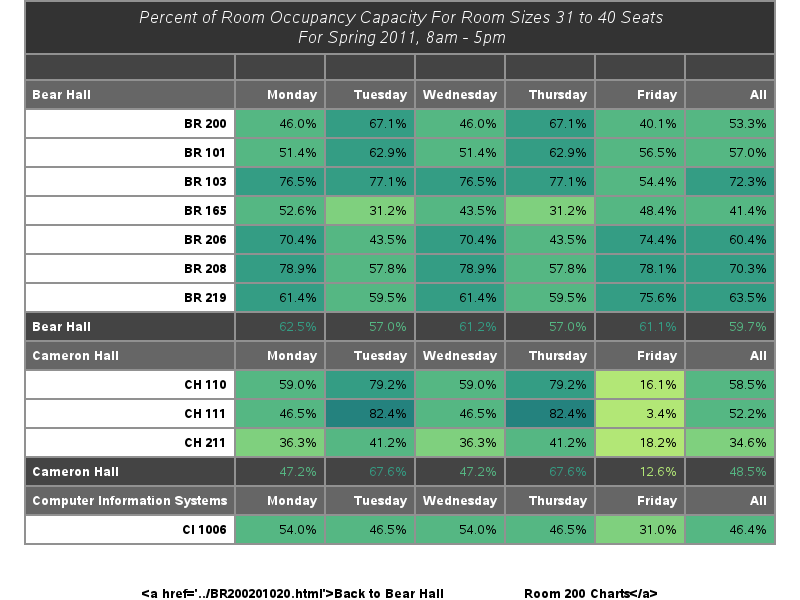 Percent of Room Occupancy Capacity For Room Sizes 31 to 40 Seats
For Spring 2011, 8am - 5pm
Bear Hall Monday Tuesday Wednesday Thursday Friday All
BR 200 46.0% 67.1% 46.0% 67.1% 40.1% 53.3%
BR 101 51.4% 62.9% 51.4% 62.9% 56.5% 57.0%
BR 103 76.5% 77.1% 76.5% 77.1% 54.4% 72.3%
BR 165 52.6% 31.2% 43.5% 31.2% 48.4% 41.4%
BR 206 70.4% 43.5% 70.4% 43.5% 74.4% 60.4%
BR 208 78.9% 57.8% 78.9% 57.8% 78.1% 70.3%
BR 219 61.4% 59.5% 61.4% 59.5% 75.6% 63.5%
Bear Hall 62.5% 57.0% 61.2% 57.0% 61.1% 59.7%
Cameron Hall Monday Tuesday Wednesday Thursday Friday All
CH 110 59.0% 79.2% 59.0% 79.2% 16.1% 58.5%
CH 111 46.5% 82.4% 46.5% 82.4% 3.4% 52.2%
CH 211 36.3% 41.2% 36.3% 41.2% 18.2% 34.6%
Cameron Hall 47.2% 67.6% 47.2% 67.6% 12.6% 48.5%
Computer Information Systems Monday Tuesday Wednesday Thursday Friday All
CI 1006 54.0% 46.5% 54.0% 46.5% 31.0% 46.4%
<a href='../BR200201020.html'>Back to Bear Hall Room 200 Charts</a>